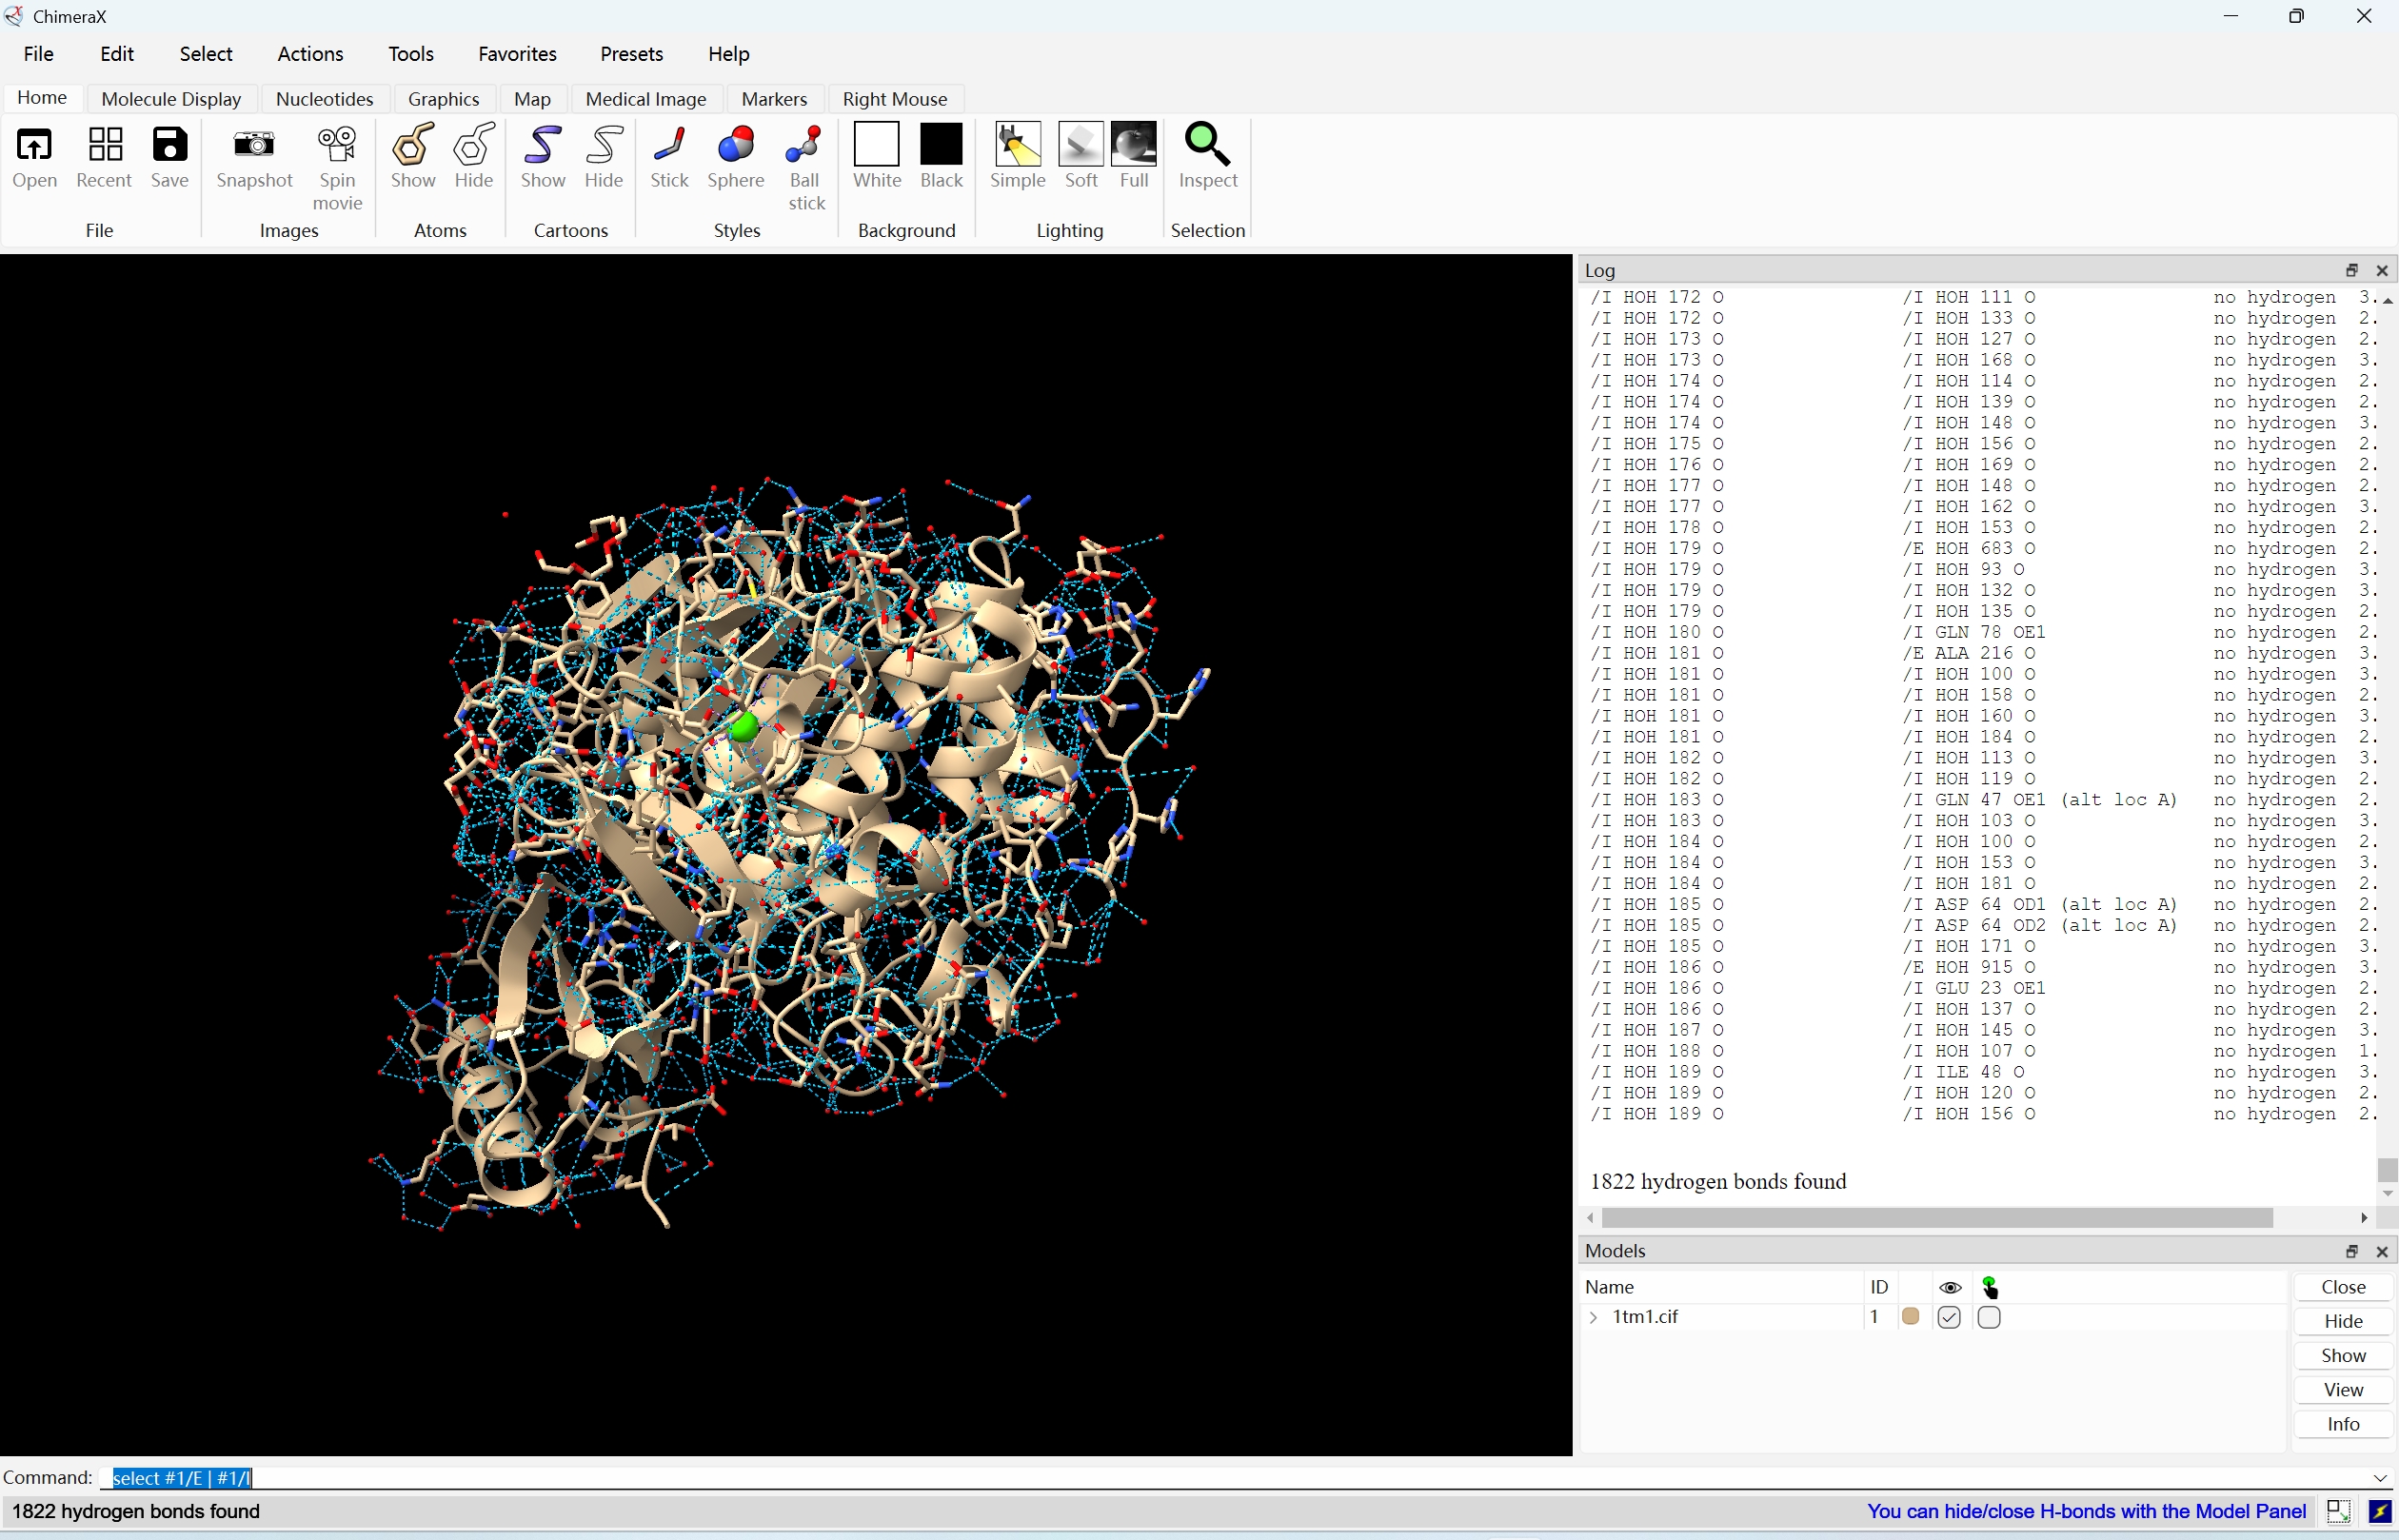 ChimeraX
File Edit Select Actions Tools Favorites Presets Help
Home Molecule Display Nucleotides Graphics Map Medical Image Markers Right Mouse
Open Recent Save Snapshot Spin movie Show Hide Show Hide Stick Sphere Ball stick White Black Simple Soft Full Inspect
File Images Atoms Cartoons Styles Background Lighting Selection
Log
/I HOH 172 O /I HOH 111 O no hydrogen 3.
/I HOH 172 O /I HOH 133 O no hydrogen 2.
/I HOH 173 O /I HOH 127 O no hydrogen 2.
/I HOH 173 O /I HOH 168 O no hydrogen 3.
/I HOH 174 O /I HOH 114 O no hydrogen 2.
/I HOH 174 O /I HOH 139 O no hydrogen 2.
/I HOH 174 O /I HOH 148 O no hydrogen 3.
/I HOH 175 O /I HOH 156 O no hydrogen 2.
/I HOH 176 O /I HOH 169 O no hydrogen 2.
/I HOH 177 O /I HOH 148 O no hydrogen 2.
/I HOH 177 O /I HOH 162 O no hydrogen 3.
/I HOH 178 O /I HOH 153 O no hydrogen 2.
/I HOH 179 O /E HOH 683 O no hydrogen 2.
/I HOH 179 O /I HOH 93 O no hydrogen 3.
/I HOH 179 O /I HOH 132 O no hydrogen 3.
/I HOH 179 O /I HOH 135 O no hydrogen 2.
/I HOH 180 O /I GLN 78 OE1 no hydrogen 2.
/I HOH 181 O /E ALA 216 O no hydrogen 3.
/I HOH 181 O /I HOH 100 O no hydrogen 3.
/I HOH 181 O /I HOH 158 O no hydrogen 2.
/I HOH 181 O /I HOH 160 O no hydrogen 3.
/I HOH 181 O /I HOH 184 O no hydrogen 2.
/I HOH 182 O /I HOH 113 O no hydrogen 3.
/I HOH 182 O /I HOH 119 O no hydrogen 2.
/I HOH 183 O /I GLN 47 OE1 (alt loc A) no hydrogen 2.
/I HOH 183 O /I HOH 103 O no hydrogen 3.
/I HOH 184 O /I HOH 100 O no hydrogen 2.
/I HOH 184 O /I HOH 153 O no hydrogen 3.
/I HOH 184 O /I HOH 181 O no hydrogen 2.
/I HOH 185 O /I ASP 64 OD1 (alt loc A) no hydrogen 2.
/I HOH 185 O /I ASP 64 OD2 (alt loc A) no hydrogen 2.
/I HOH 185 O /I HOH 171 O no hydrogen 3.
/I HOH 186 O /E HOH 915 O no hydrogen 3.
/I HOH 186 O /I GLU 23 OE1 no hydrogen 2.
/I HOH 186 O /I HOH 137 O no hydrogen 2.
/I HOH 187 O /I HOH 145 O no hydrogen 3.
/I HOH 188 O /I HOH 107 O no hydrogen 1.
/I HOH 189 O /I ILE 48 O no hydrogen 3.
/I HOH 189 O /I HOH 120 O no hydrogen 2.
/I HOH 189 O /I HOH 156 O no hydrogen 2.
1822 hydrogen bonds found
Models
Name ID
1tm1.cif 1
Close
Hide
Show
View
Info
Command: select #1/E | #1/I
1822 hydrogen bonds found
You can hide/close H-bonds with the Model Panel